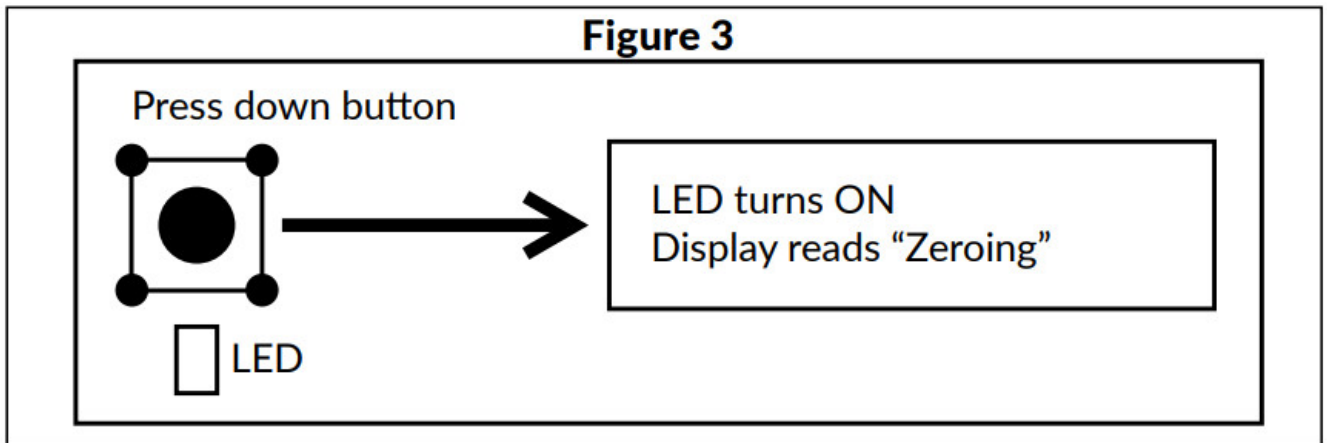 Figure 3
Press down button
LED turns ON
Display reads “Zeroing”
LED